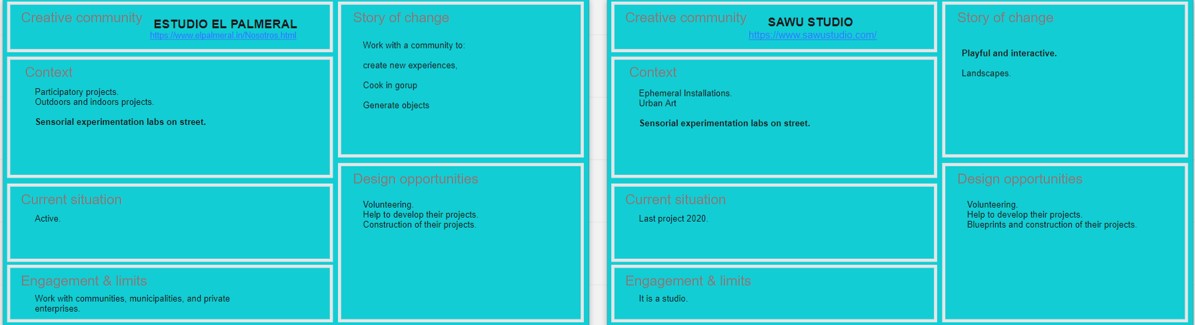 Creative community
ESTUDIO EL PALMERAL
https://www.elpalmeral.in/Nosotros.html
Context
Participatory projects.
Outdoors and indoors projects.
Sensorial experimentation labs on street.
Current situation
Active.
Engagement & limits
Work with communities, municipalities, and private
enterprises.
Story of change
Work with a community to:
create new experiences,
Cook in gorup
Generate objects
Design opportunities
Volunteering.
Help to develop their projects.
Construction of their projects.
Creative community
SAWU STUDIO
https://www.sawustudio.com/
Context
Ephemeral Installations.
Urban Art
Sensorial experimentation labs on street.
Current situation
Last project 2020.
Engagement & limits
It is a studio.
Story of change
Playful and interactive.
Landscapes.
Design opportunities
Volunteering.
Help to develop their projects.
Blueprints and construction of their projects.